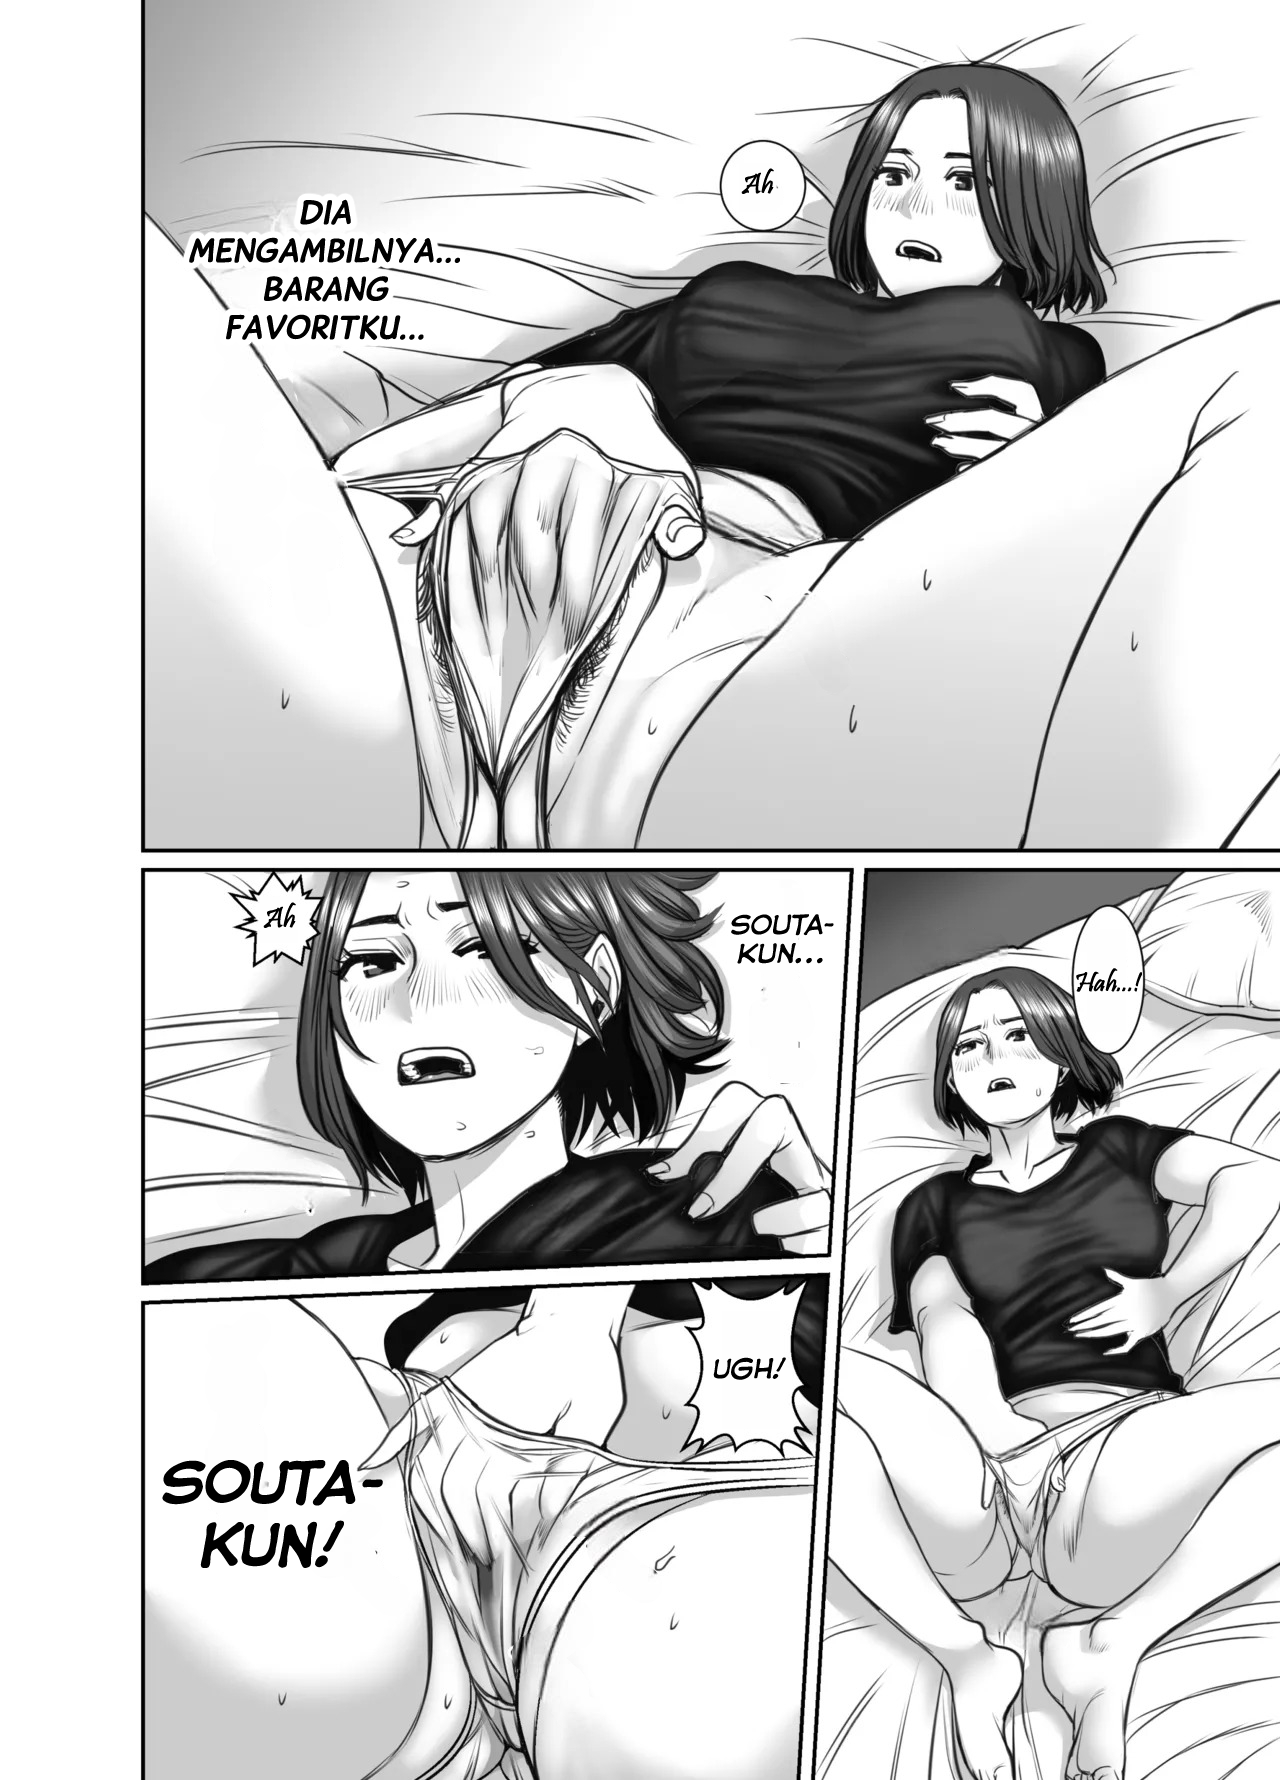 Ah
DIA
MENGAMBILNYA...
BARANG
FAVORITKU...
Hah...!
SOUTA-
KUN...
Ah
UGH!
SOUTA-
KUN!